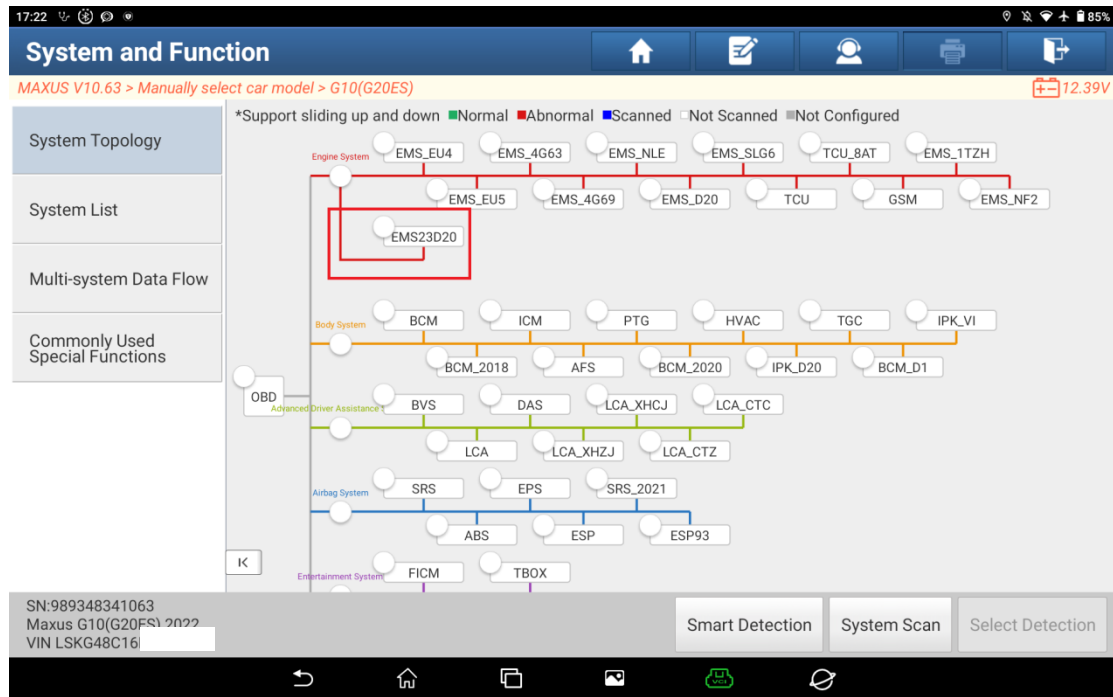 17:22
85%
System and Function
MAXUS V10.63 > Manually select car model > G10(G20ES)
12.39V
System Topology
System List
Multi-system Data Flow
Commonly Used
Special Functions
*Support sliding up and down Normal Abnormal Scanned Not Scanned Not Configured
Engine System
EMS_EU4 EMS_4G63 EMS_NLE EMS_SLG6 TCU_8AT EMS_1TZH
EMS_EU5 EMS_4G69 EMS_D20 TCU GSM EMS_NF2
EMS23D20
Body System
BCM ICM PTG HVAC TGC IPK_VI
BCM_2018 AFS BCM_2020 IPK_D20 BCM_D1
OBD
Advanced Driver Assistance
BVS DAS LCA_XHCJ LCA_CTC
LCA LCA_XHZJ LCA_CTZ
Airbag System
SRS EPS SRS_2021
ABS ESP ESP93
Entertainment System
FICM TBOX
SN:989348341063
Maxus G10(G20ES) 2022
VIN LSKG48C16
Smart Detection System Scan Select Detection
VCI